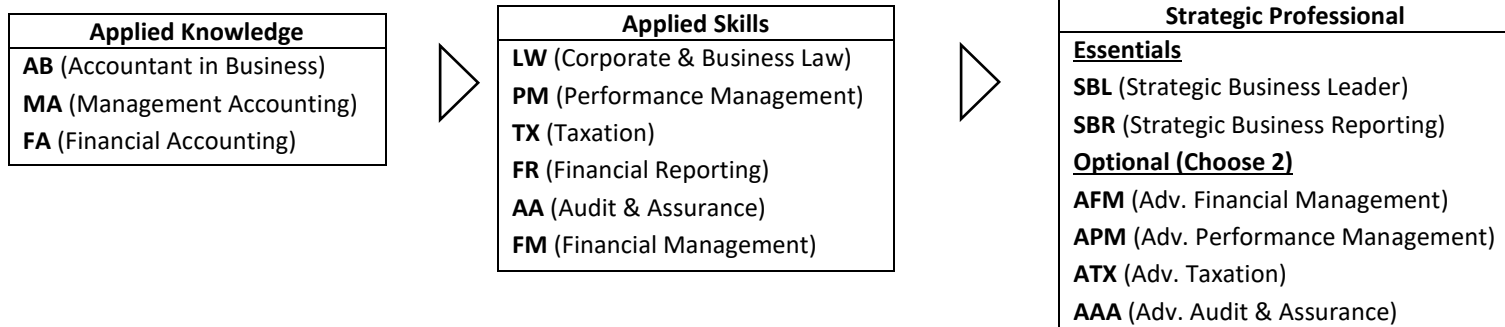 Applied Knowledge
AB (Accountant in Business)
MA (Management Accounting)
FA (Financial Accounting)
Applied Skills
LW (Corporate & Business Law)
PM (Performance Management)
TX (Taxation)
FR (Financial Reporting)
AA (Audit & Assurance)
FM (Financial Management)
Strategic Professional
Essentials
SBL (Strategic Business Leader)
SBR (Strategic Business Reporting)
Optional (Choose 2)
AFM (Adv. Financial Management)
APM (Adv. Performance Management)
ATX (Adv. Taxation)
AAA (Adv. Audit & Assurance)